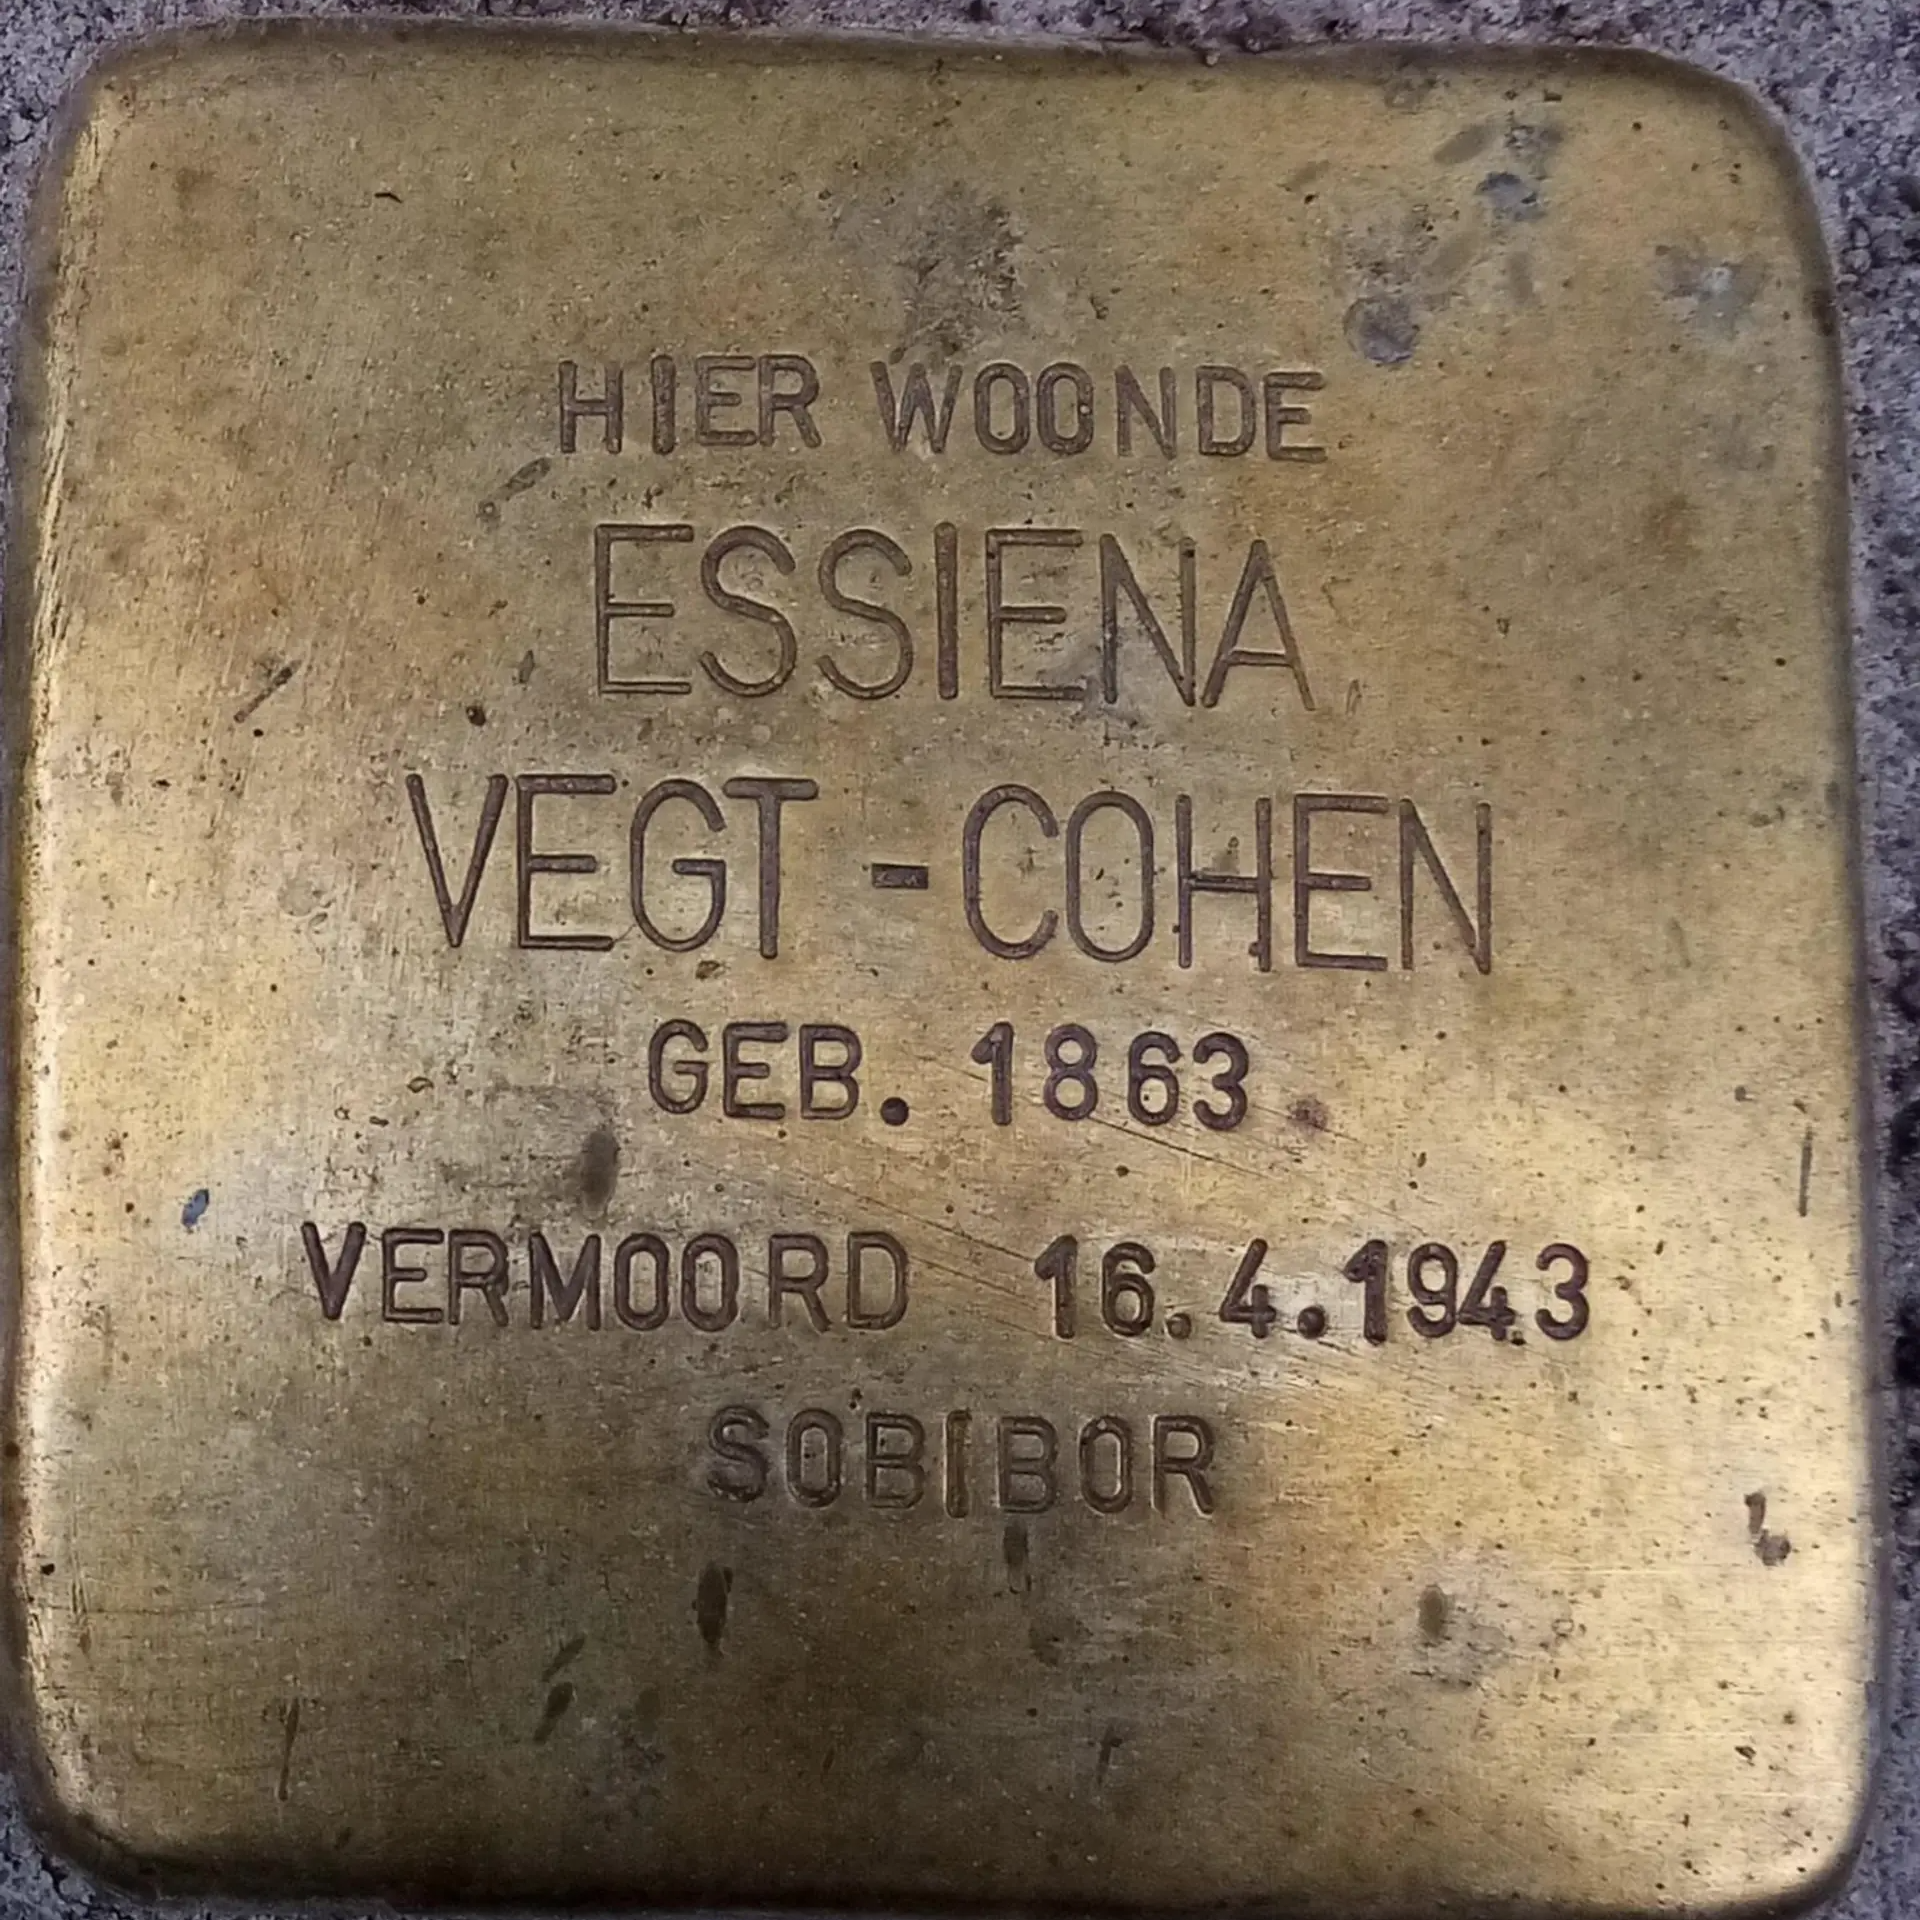 HIER WOONDE
ESSIENA
VEGT - COHEN
GEB. 1863
VERMOORD 16.4.1943
SOBIBOR